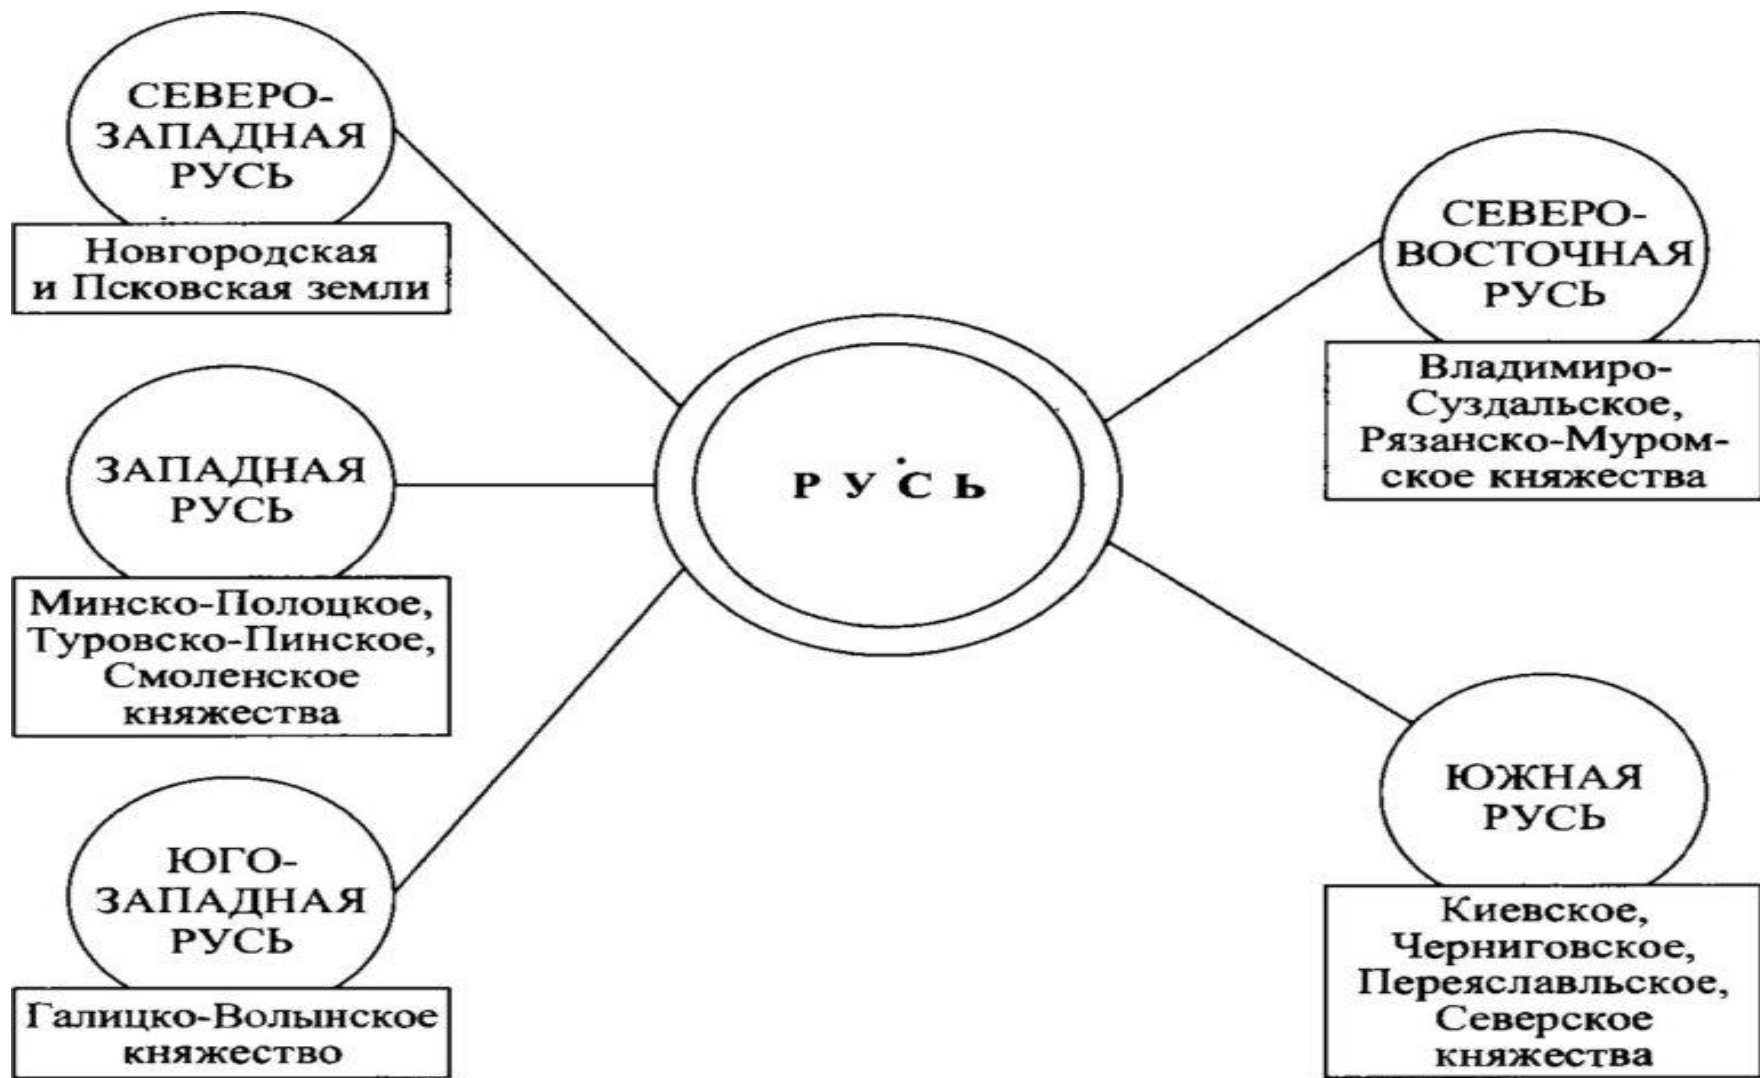 СЕВЕРО-
ЗАПАДНАЯ
РУСЬ
Новгородская
и Псковская земли
ЗАПАДНАЯ
РУСЬ
Минско-Полоцкое,
Туровско-Пинское,
Смоленское
княжества
ЮГО-
ЗАПАДНАЯ
РУСЬ
Галицко-Волынское
княжество
РУСЬ
СЕВЕРО-
ВОСТОЧНАЯ
РУСЬ
Владимиро-
Суздальское,
Рязанско-Муром-
ское княжества
ЮЖНАЯ
РУСЬ
Киевское,
Черниговское,
Переяславльское,
Северское
княжества